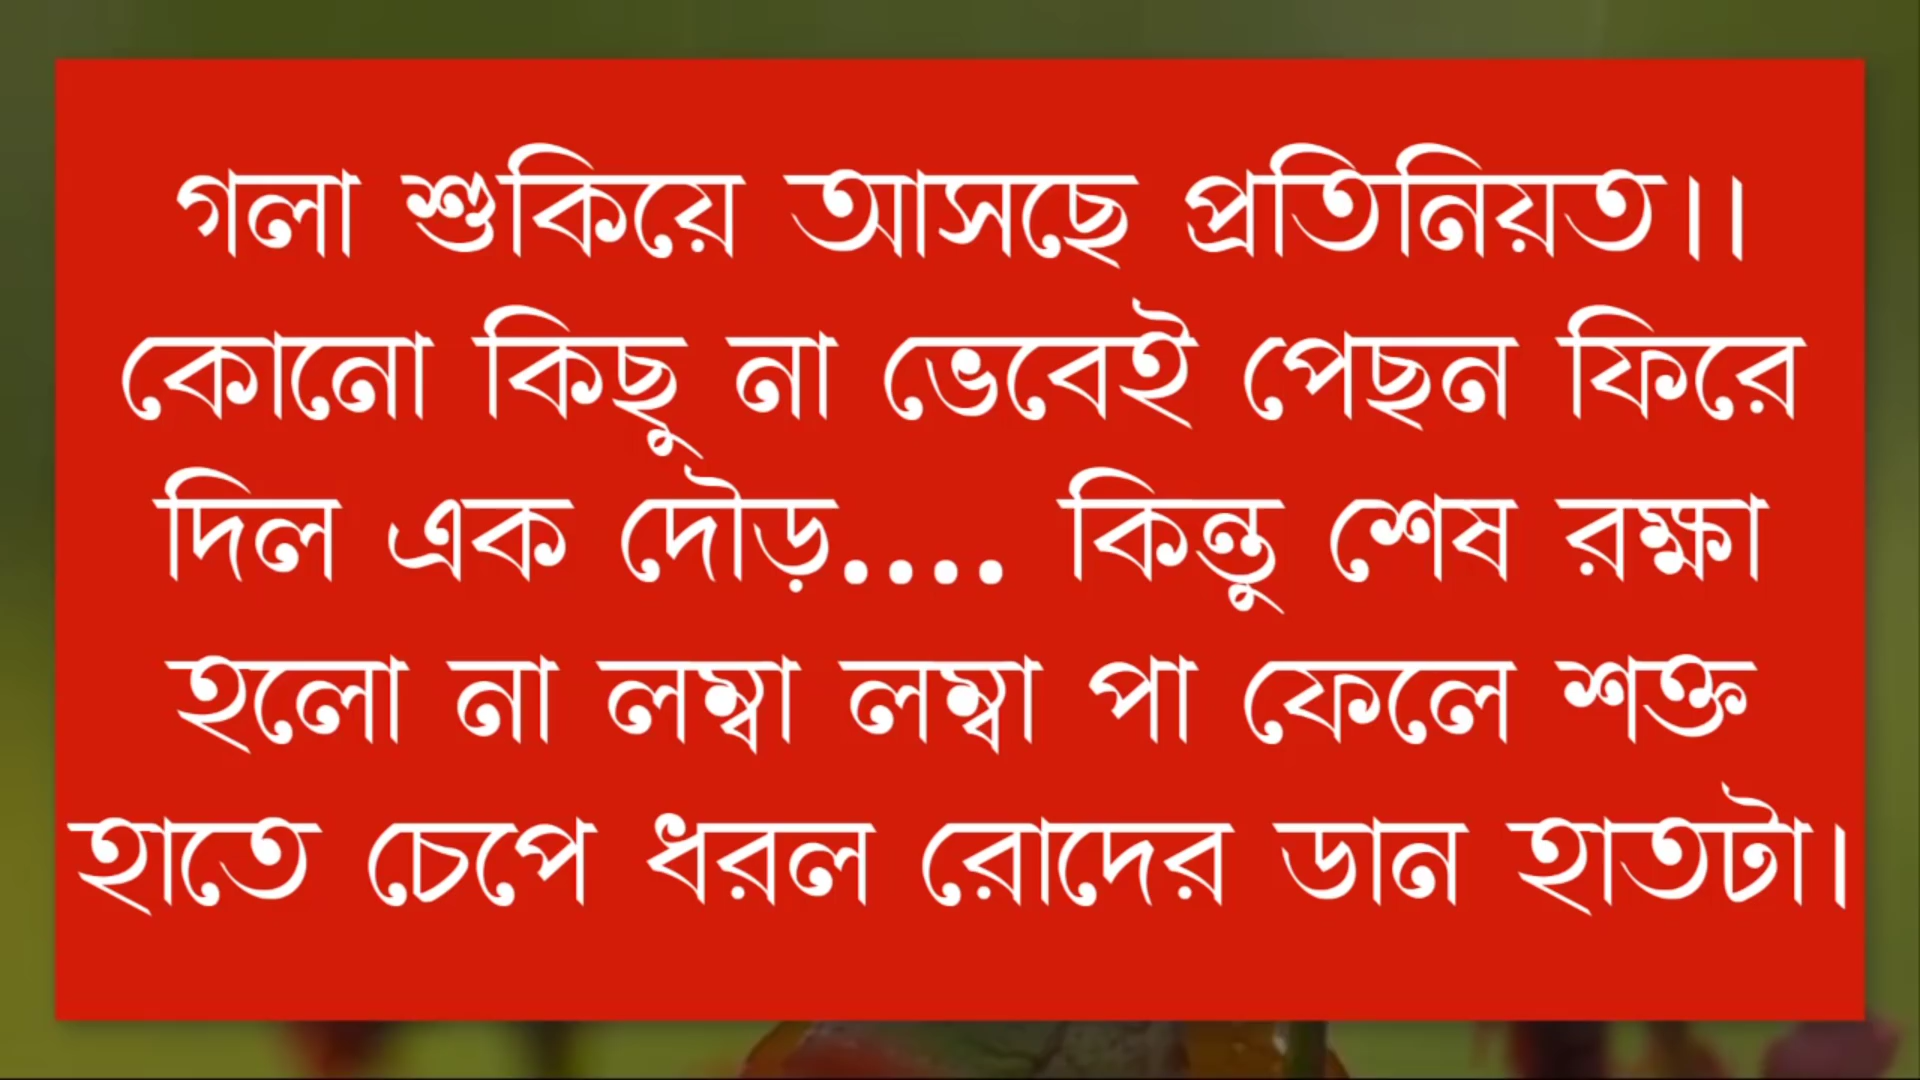 গলা শুকিয়ে আসছে প্রতিনিয়ত।।
কোনো কিছু না ভেবেই পেছন ফিরে
দিল এক দৌড়.... কিন্তু শেষ রক্ষা
হলো না লম্বা লম্বা পা ফেলে শক্ত
হাতে চেপে ধরল রোদের ডান হাতটা।